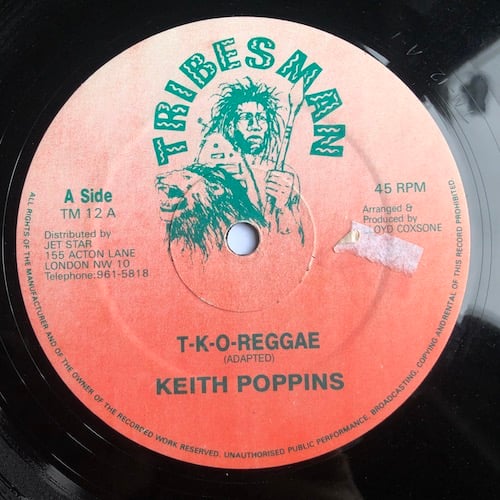 TRIBESMAN
A Side
TM 12 A
Distributed by
JET STAR
155 ACTON LANE
LONDON NW 10
Telephone:961-5818
45 RPM
Arranged &
Produced by
OYD COXSONE
T-K-O-REGGAE
(ADAPTED)
KEITH POPPINS
ALL RIGHTS OF THE MANUFACTURER AND OF THE OWNER OF THE RECORDED WORK RESERVED. UNAUTHORISED PUBLIC PERFORMANCE, BROADCASTING, COPYING AND RENTAL OF THIS RECORD PROHIBITED.